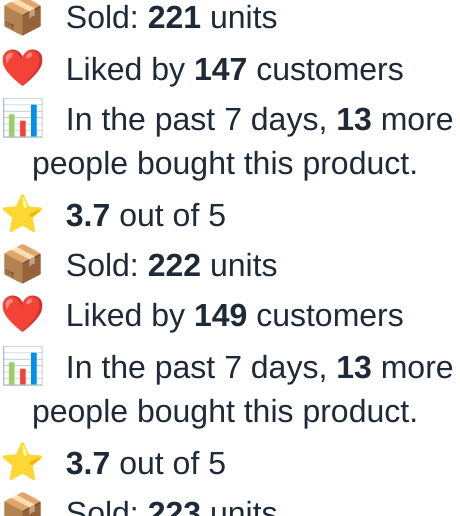 Sold: 221 units
Liked by 147 customers
In the past 7 days, 13 more
people bought this product.
3.7 out of 5
Sold: 222 units
Liked by 149 customers
In the past 7 days, 13 more
people bought this product.
3.7 out of 5
Sold: 223 units